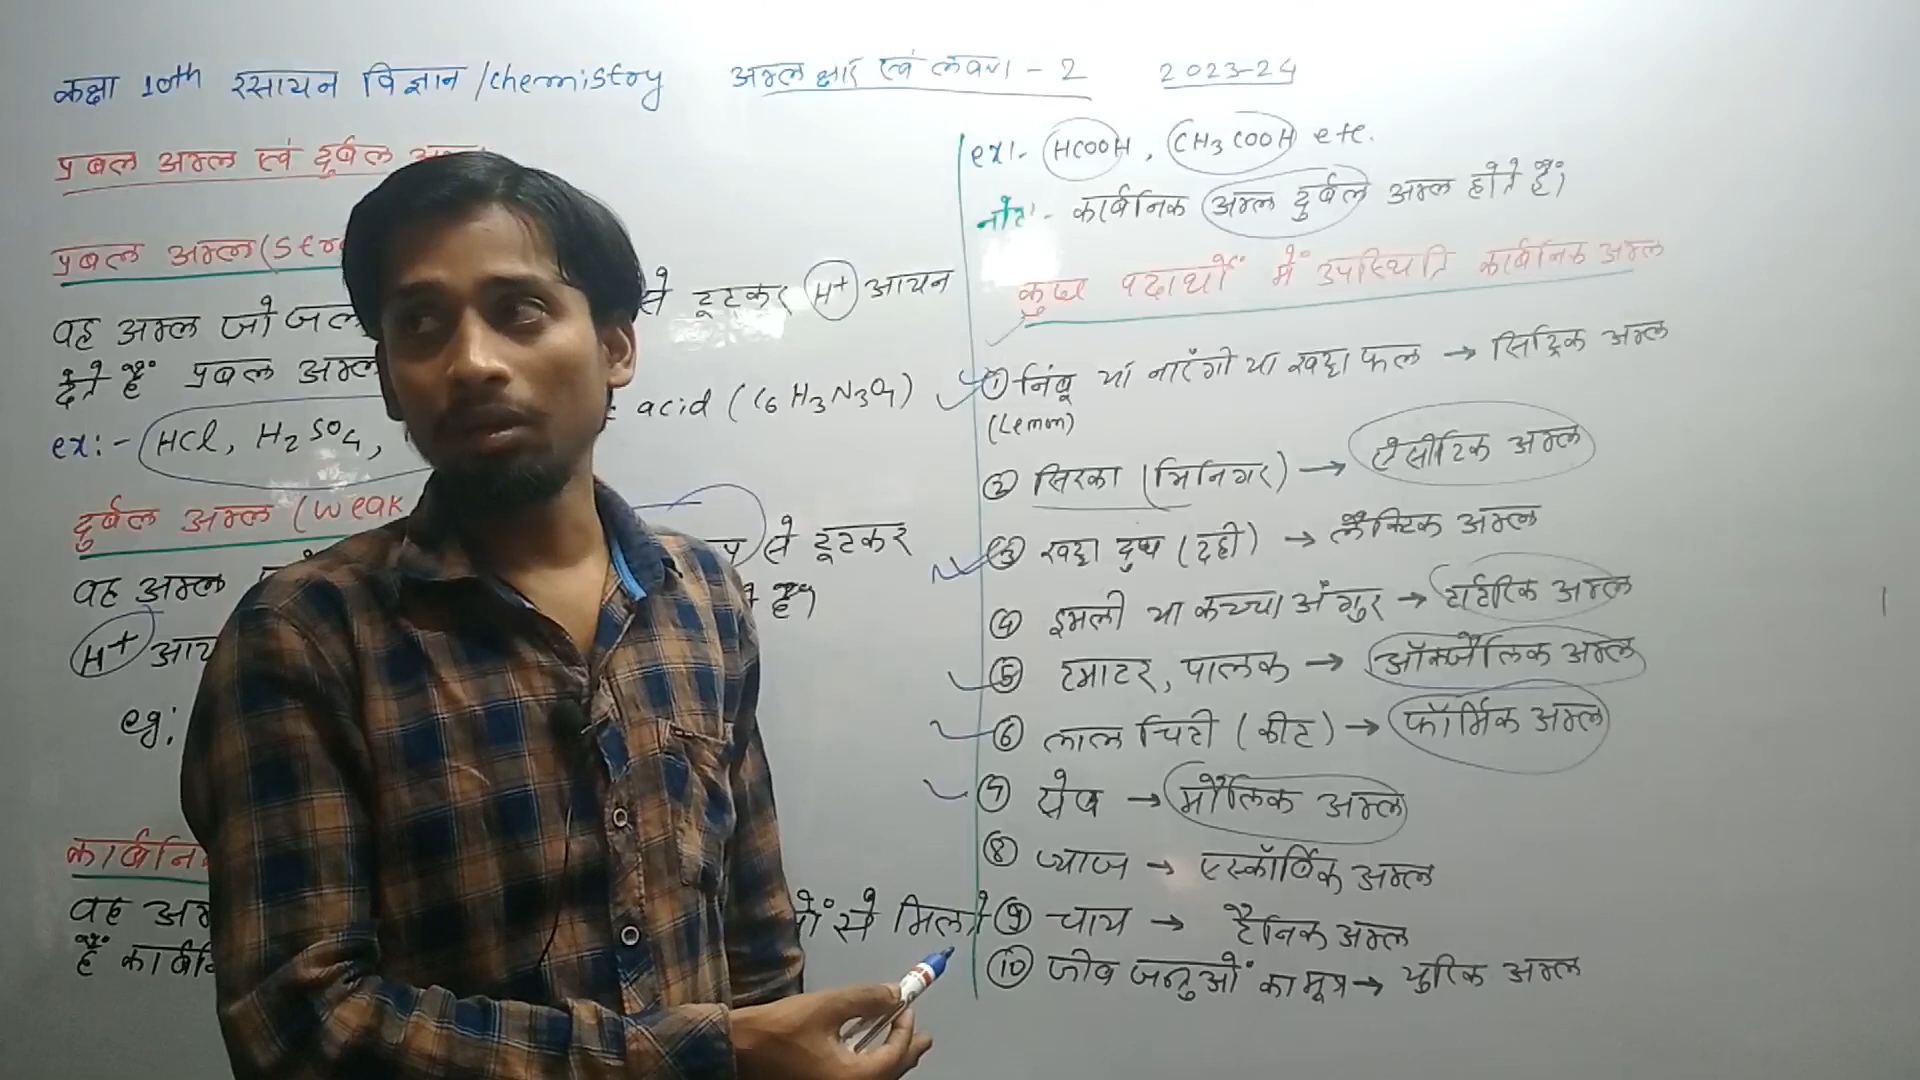 कक्षा 10th रसायन विज्ञान /chemistry अम्ल क्षार एवं लवण - 2 2023-24
प्रबल अम्ल एवं दुर्बल
प्रबल अम्ल (Stro
वह अम्ल जो जल से टूटकर H+ आयन
देते हैं प्रबल अम्ल
acid (C6H3N3O7)
ex:- HCl, H2SO4,
दुर्बल अम्ल (Weak
से टूटकर
वह अम्ल
हैं।
H+ आय
eg:
कार्बनि
वह अम्
से मिलते
हैं कार्बनि
ex:- HCOOH, CH3COOH etc.
नोट:- कार्बनिक अम्ल दुर्बल अम्ल होते हैं।
कुछ पदार्थों में उपस्थिति कार्बनिक अम्ल
① निंबू या नारंगी या खट्टा फल → सिट्रिक अम्ल
(Lemon)
② सिरका (भिनिगर) → ऐसीटिक अम्ल
③ खट्टा दुध (दही) → लैक्टिक अम्ल
④ इमली या कच्चा अंगुर → टार्टरिक अम्ल
⑤ टमाटर, पालक → ऑक्जैलिक अम्ल
⑥ लाल चिटी (कीट) → फॉर्मिक अम्ल
⑦ सेब → मौलिक अम्ल
⑧ प्याज → एस्कॉर्बिक अम्ल
⑨ चाय → टैनिक अम्ल
⑩ जीव जन्तुओं का मूत्र → युरिक अम्ल